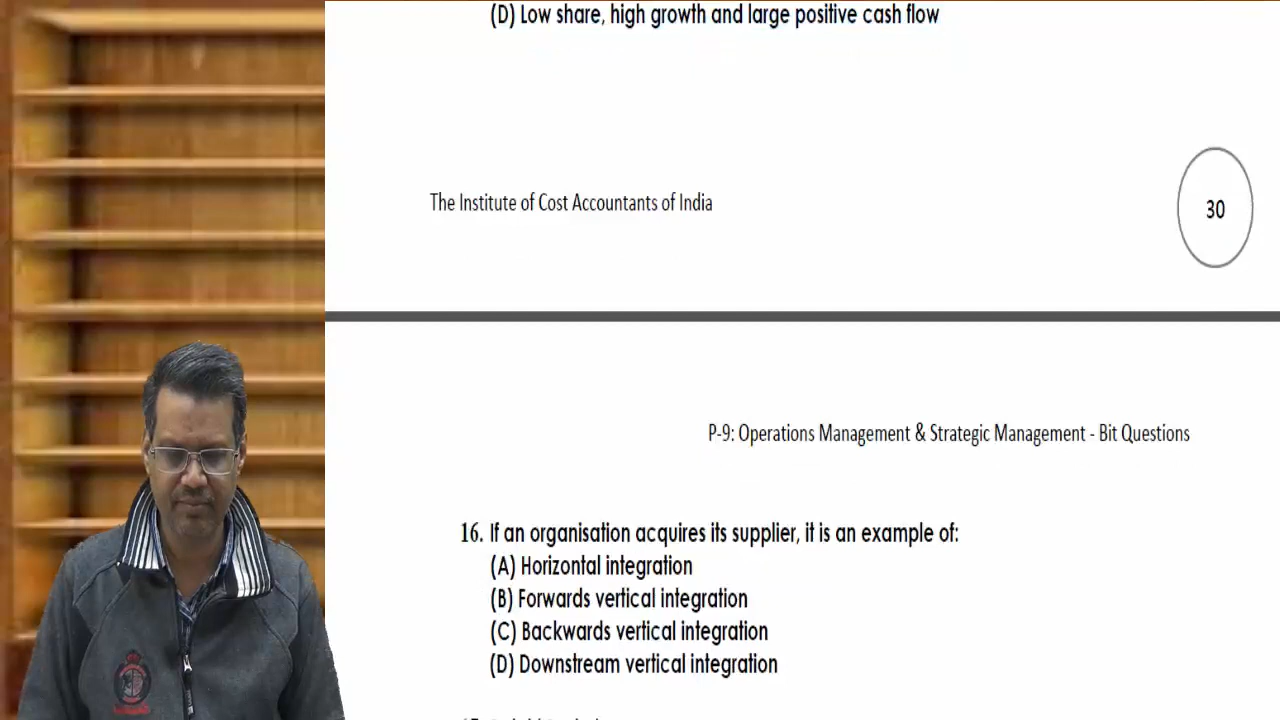 (D) Low share, high growth and large positive cash flow
The Institute of Cost Accountants of India
30
P-9: Operations Management & Strategic Management - Bit Questions
16. If an organisation acquires its supplier, it is an example of:
(A) Horizontal integration
(B) Forwards vertical integration
(C) Backwards vertical integration
(D) Downstream vertical integration